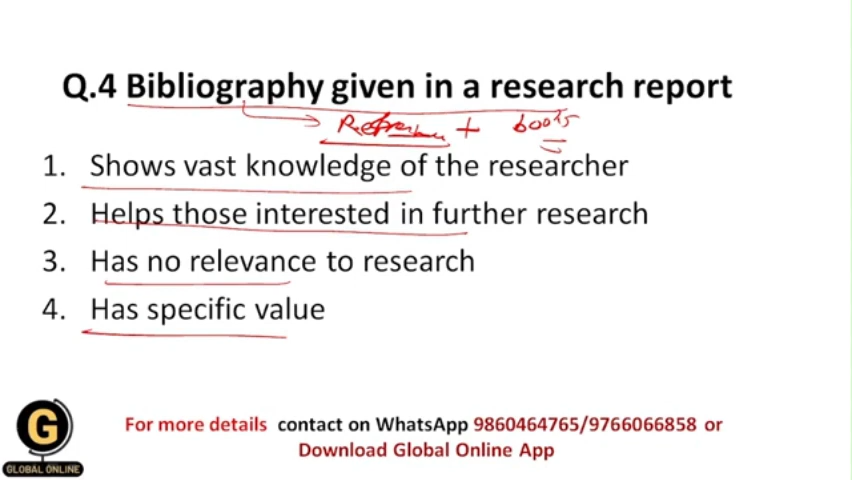 Q.4 Bibliography given in a research report
+ books
1. Shows vast knowledge of the researcher
2. Helps those interested in further research
3. Has no relevance to research
4. Has specific value
G
GLOBAL ONLINE
For more details contact on WhatsApp 9860464765/9766066858 or
Download Global Online App